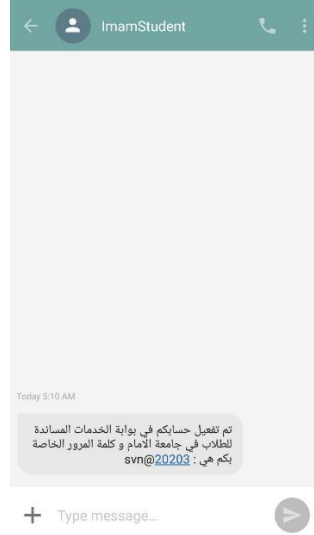 ImamStudent
Today 5:10 AM
تم تفعيل حسابكم في بوابة الخدمات المساندة
للطلاب في جامعة الأمام و كلمة المرور الخاصة
بكم هي : svn@20203
Type message...